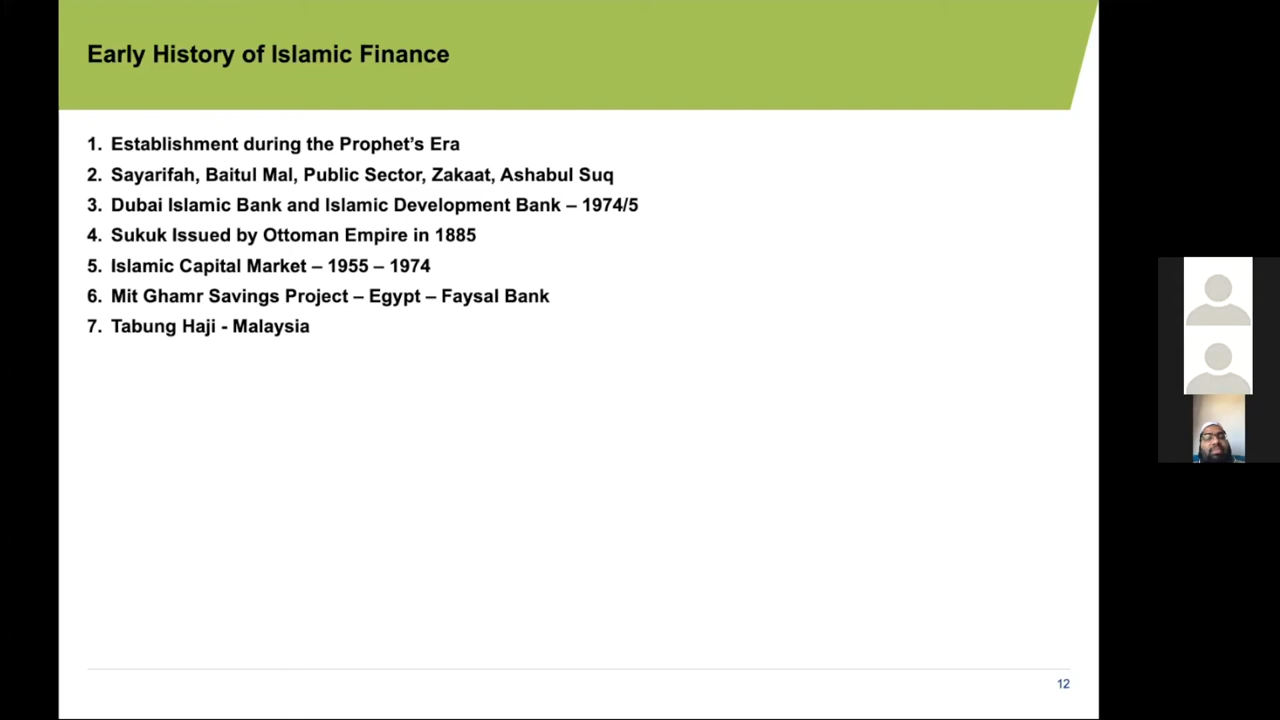 Early History of Islamic Finance
1. Establishment during the Prophet’s Era
2. Sayarifah, Baitul Mal, Public Sector, Zakaat, Ashabul Suq
3. Dubai Islamic Bank and Islamic Development Bank – 1974/5
4. Sukuk Issued by Ottoman Empire in 1885
5. Islamic Capital Market – 1955 – 1974
6. Mit Ghamr Savings Project – Egypt – Faysal Bank
7. Tabung Haji - Malaysia
12